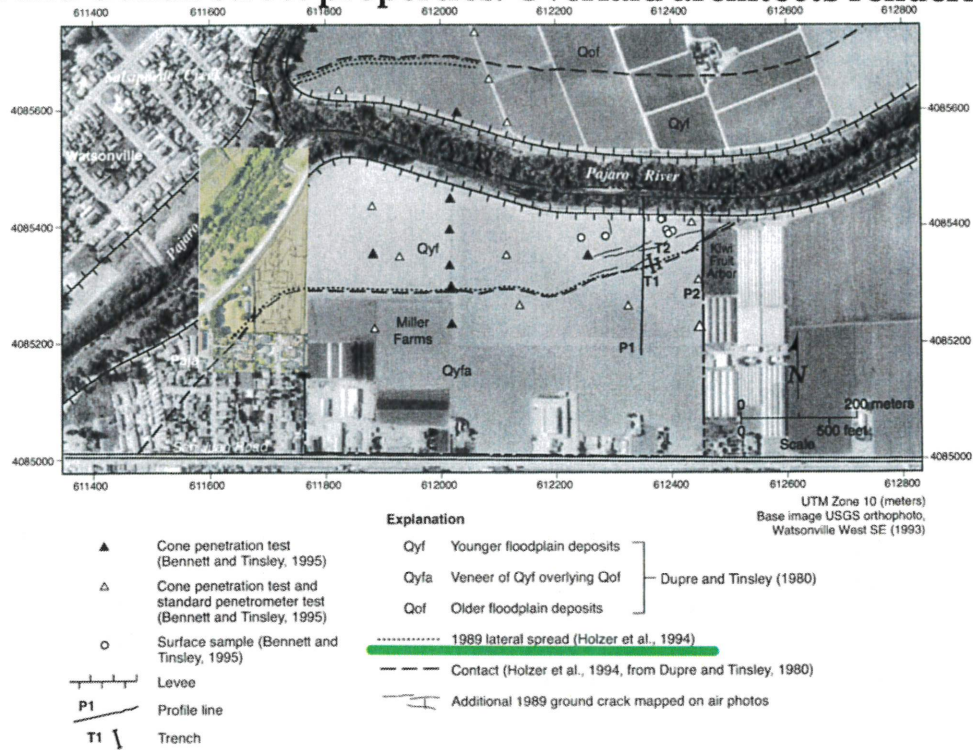 611400 611600 611800 612000 612200 612400 612600 612800
Qof
Salsipuedes Creek
4085600
4085600
Qyf
Watsonville
Pajaro River
4085400
4085400
Pajaro
Qyf
T2
Kiwi
Fruit
Arbor
T1
P2
Miller
Farms
4085200
4085200
P1
Qyfa
N
0 200 meters
0 500 feet
Scale
4085000
4085000
611400 611600 611800 612000 612200 612400 612600 612800
UTM Zone 10 (meters)
Base image USGS orthophoto,
Watsonville West SE (1993)
Explanation
Cone penetration test
(Bennett and Tinsley, 1995)
Cone penetration test and
standard penetrometer test
(Bennett and Tinsley, 1995)
Surface sample (Bennett and
Tinsley, 1995)
Levee
P1 Profile line
T1 Trench
Qyf Younger floodplain deposits
Qyfa Veneer of Qyf overlying Qof
Qof Older floodplain deposits
Dupre and Tinsley (1980)
1989 lateral spread (Holzer et al., 1994)
Contact (Holzer et al., 1994, from Dupre and Tinsley, 1980)
Additional 1989 ground crack mapped on air photos